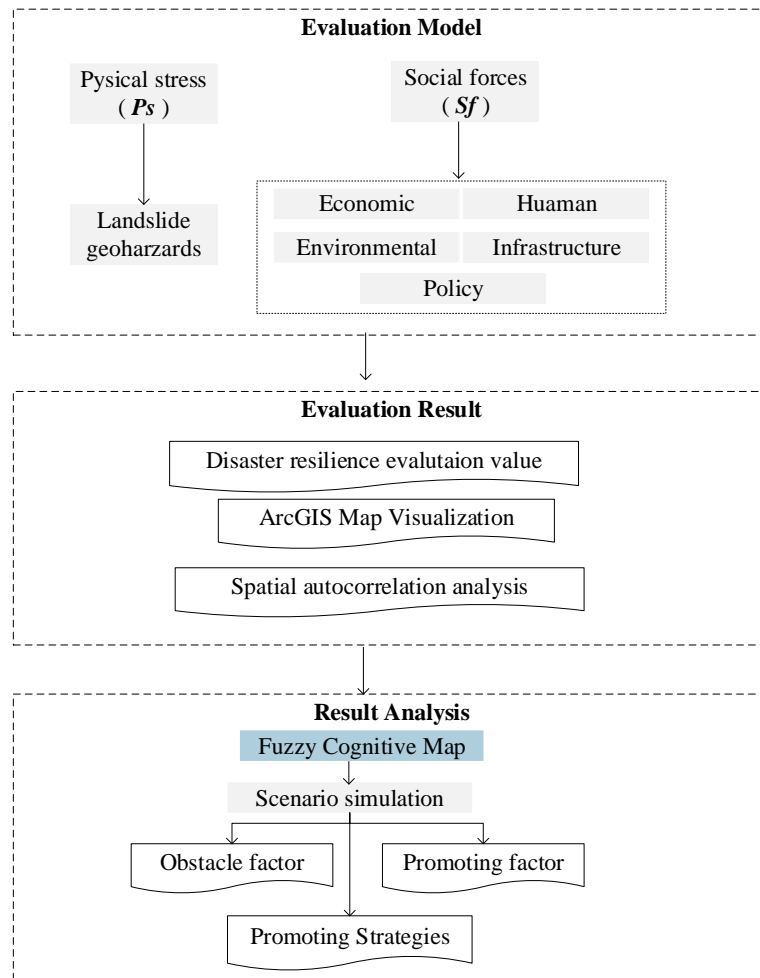 Evaluation Model
Pysical stress
( Ps )
Social forces
( Sf )
Landslide
geoharzards
Economic
Huaman
Environmental
Infrastructure
Policy
Evaluation Result
Disaster resilience evalutaion value
ArcGIS Map Visualization
Spatial autocorrelation analysis
Result Analysis
Fuzzy Cognitive Map
Scenario simulation
Obstacle factor
Promoting factor
Promoting Strategies